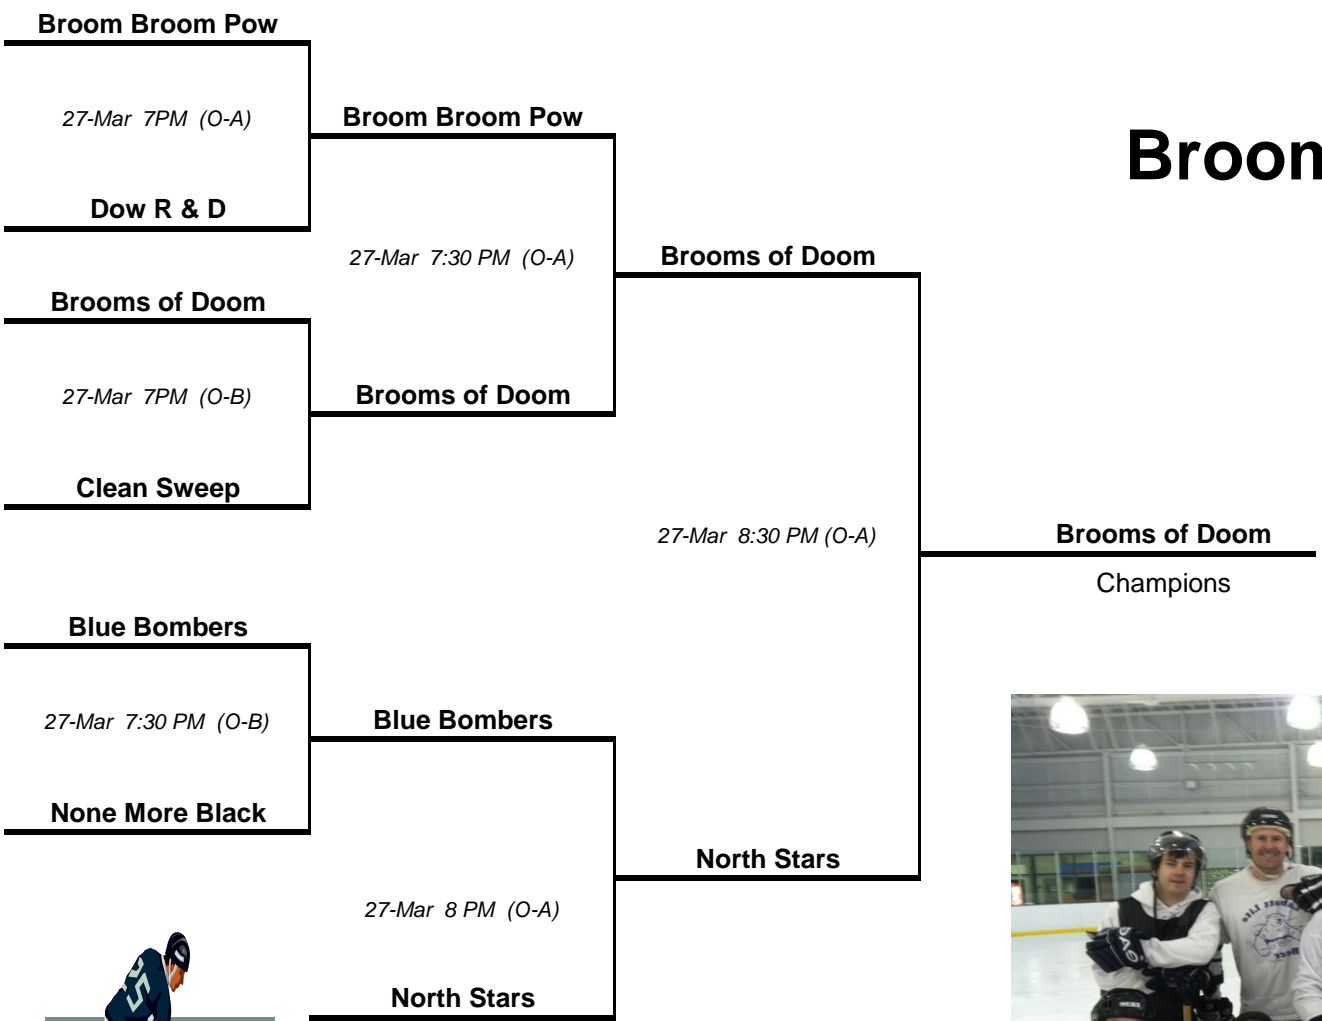 Broom Broom Pow
27-Mar 7PM (O-A)
Dow R & D
Brooms of Doom
27-Mar 7PM (O-B)
Clean Sweep
Blue Bombers
27-Mar 7:30 PM (O-B)
None More Black
Broom Broom Pow
27-Mar 7:30 PM (O-A)
Brooms of Doom
Blue Bombers
27-Mar 8 PM (O-A)
North Stars
Brooms of Doom
27-Mar 8:30 PM (O-A)
North Stars
Brooms of Doom
Champions
Broom
25